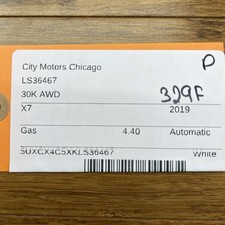 City Motors Chicago
P
LS36467
30K AWD
329F
X7 2019
Gas 4.40 Automatic
5UXCX4C5XKLS36467 White